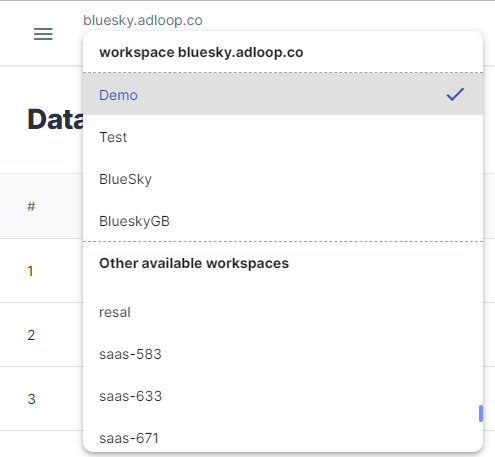 bluesky.adloop.co
workspace bluesky.adloop.co
Demo
Test
BlueSky
BlueskyGB
Other available workspaces
resal
saas-583
saas-633
saas-671
Data
#
1
2
3